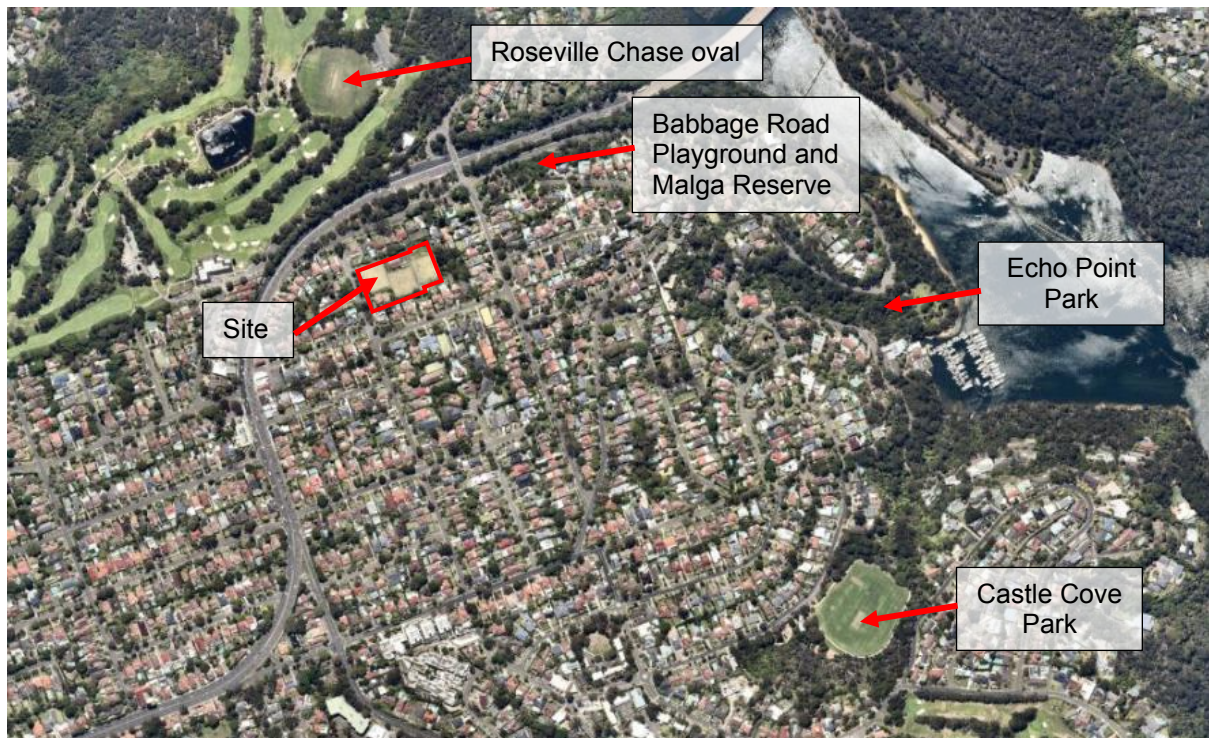 Roseville Chase oval
Babbage Road
Playground and
Malga Reserve
Echo Point
Park
Site
Castle Cove
Park